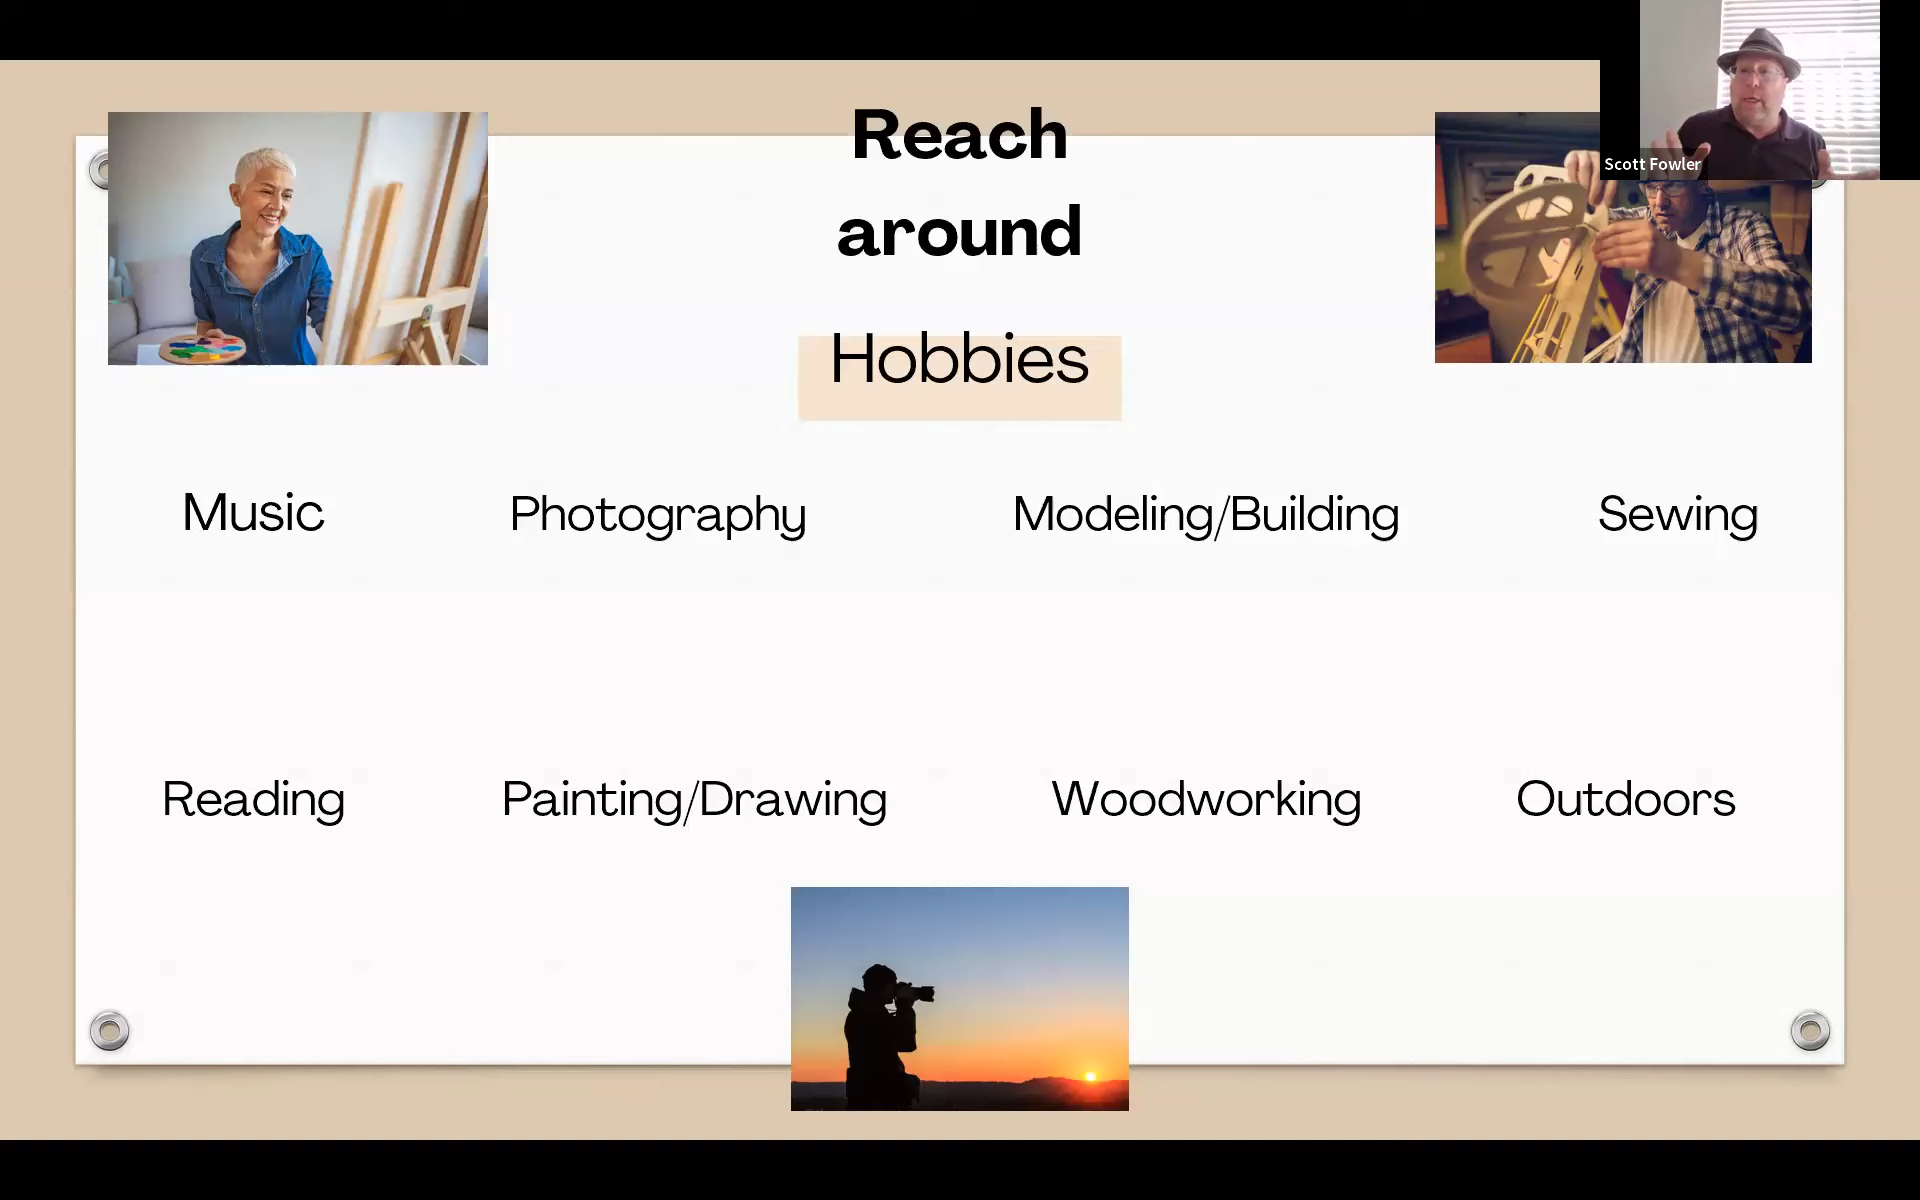 Reach
around
Hobbies
Scott Fowler
Music Photography Modeling/Building Sewing
Reading Painting/Drawing Woodworking Outdoors